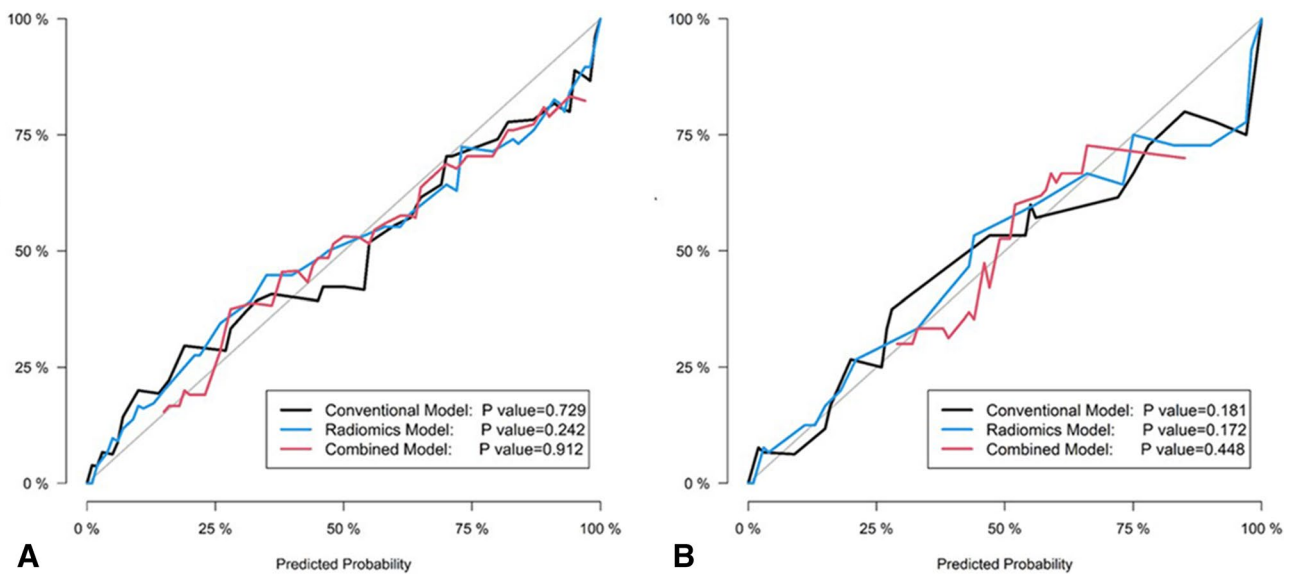 100 %
75 %
50 %
25 %
0 %
Conventional Model: P value=0.729
Radiomics Model: P value=0.242
Combined Model: P value=0.912
0 % 25 % 50 % 75 % 100 %
Predicted Probability
A
100 %
75 %
50 %
25 %
0 %
Conventional Model: P value=0.181
Radiomics Model: P value=0.172
Combined Model: P value=0.448
0 % 25 % 50 % 75 % 100 %
Predicted Probability
B